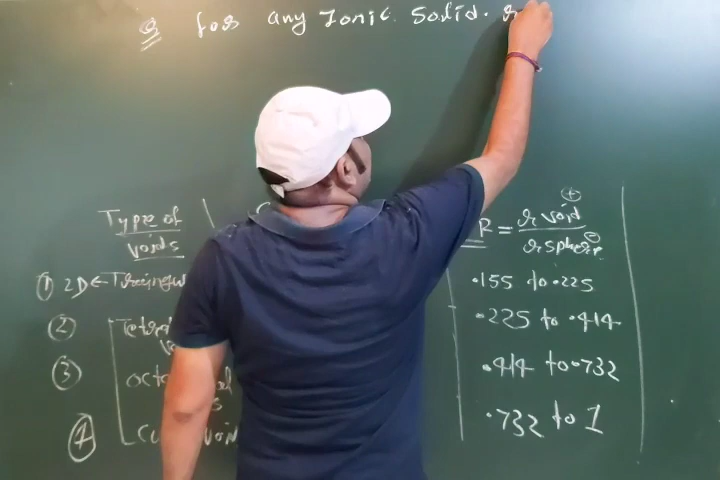 Q for any Ionic Solid. r
Type of voids R = r void ⊕ / r sphere ⊖
① 2D ←
② .155 to .225
.225 to .414
③ .414 to .732
④ .732 to 1